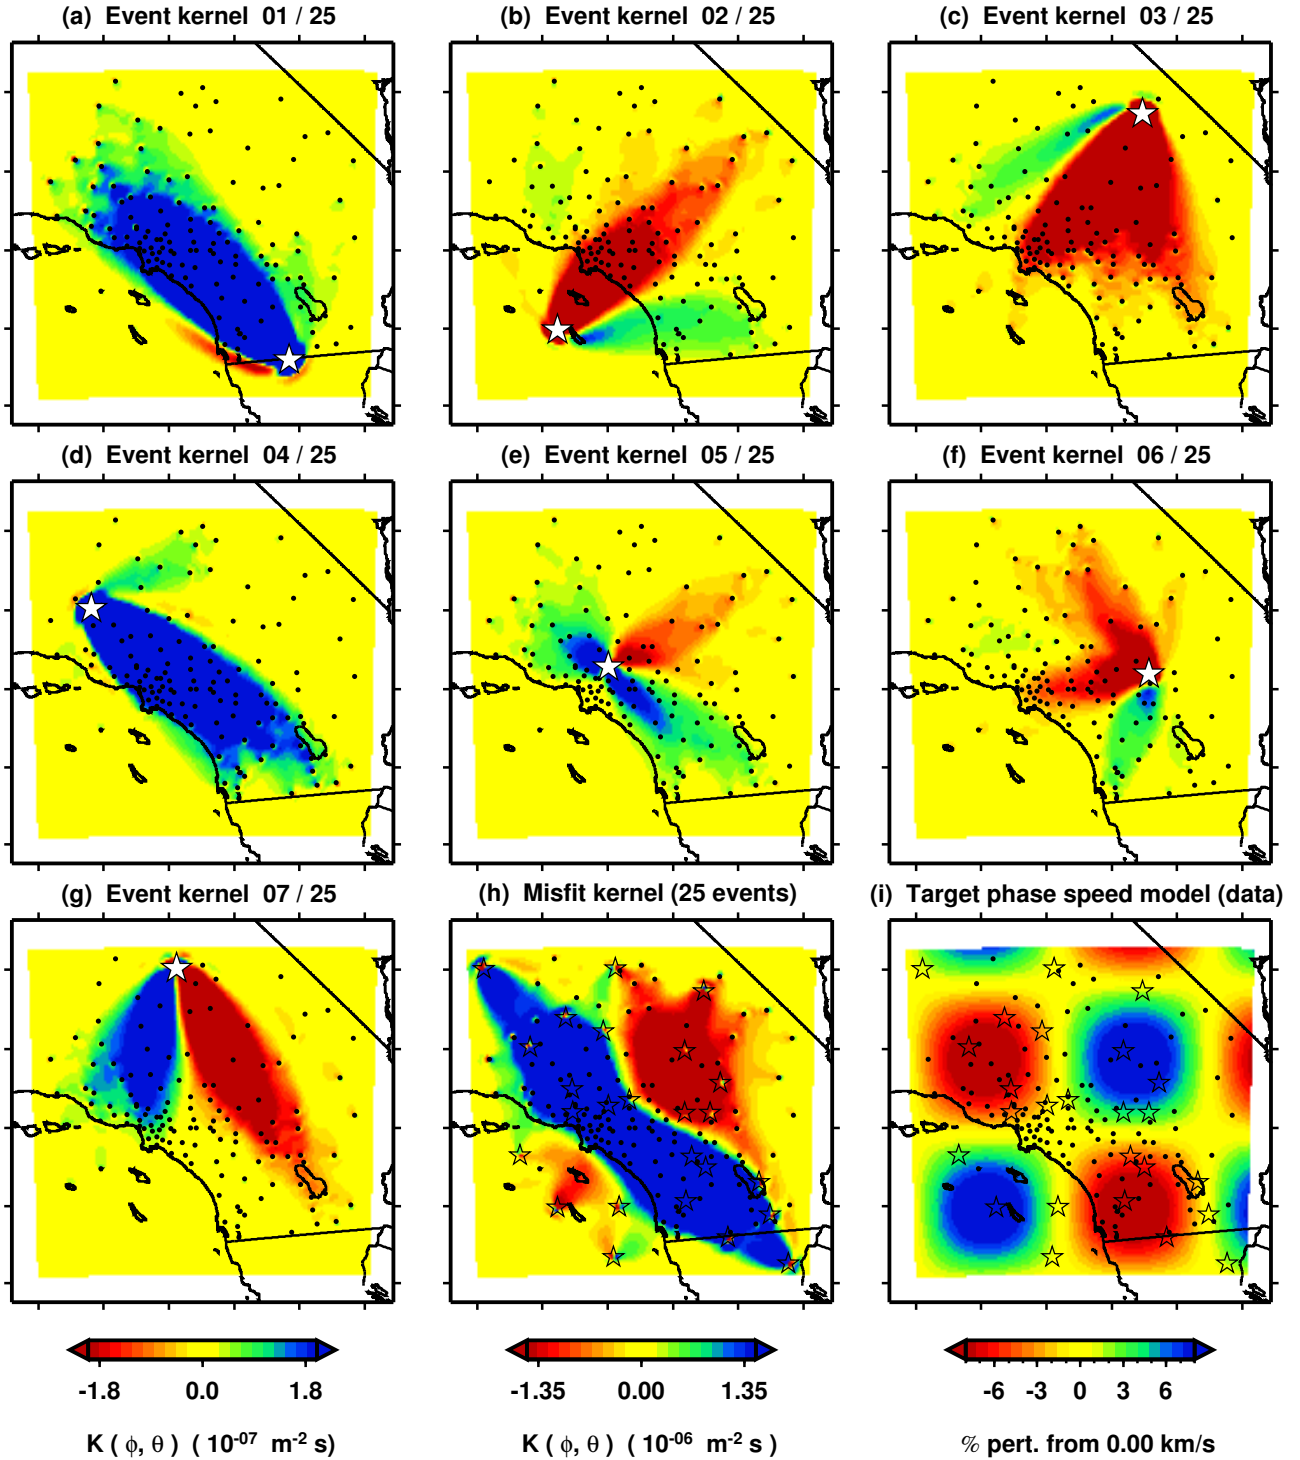 (a) Event kernel 01 / 25
(b) Event kernel 02 / 25
(c) Event kernel 03 / 25
(d) Event kernel 04 / 25
(e) Event kernel 05 / 25
(f) Event kernel 06 / 25
(g) Event kernel 07 / 25
(h) Misfit kernel (25 events)
(i) Target phase speed model (data)
-1.8 0.0 1.8
-1.35 0.00 1.35
-6 -3 0 3 6
K ( ϕ, θ ) ( 10⁻⁰⁷ m⁻² s)
K ( ϕ, θ ) ( 10⁻⁰⁶ m⁻² s )
% pert. from 0.00 km/s